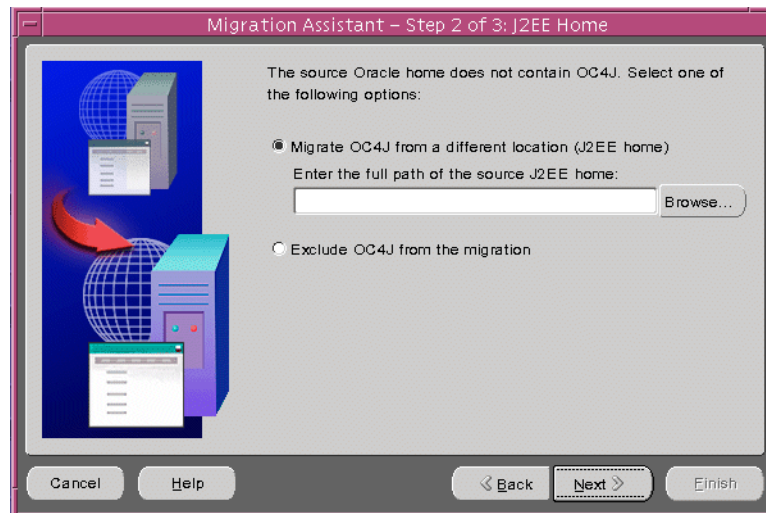 Migration Assistant – Step 2 of 3: J2EE Home
The source Oracle home does not contain OC4J. Select one of
the following options:
Migrate OC4J from a different location (J2EE home)
Enter the full path of the source J2EE home:
Browse...
Exclude OC4J from the migration
Cancel
Help
Back
Next
Finish